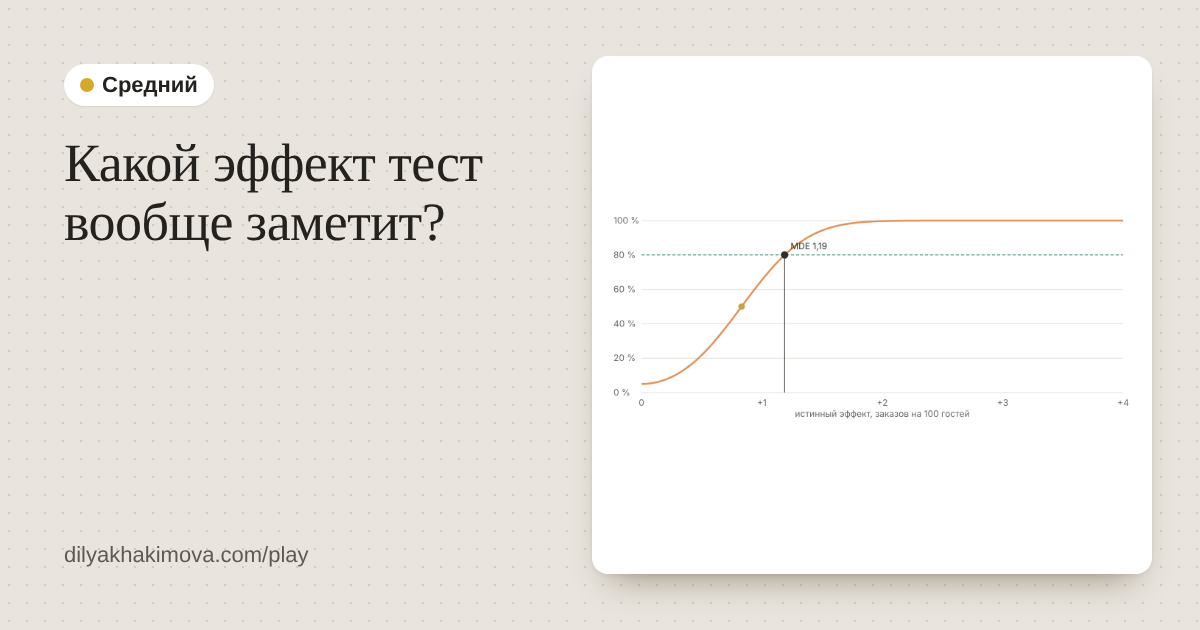 Средний
Какой эффект тест
вообще заметит?
dilyakhakimova.com/play
100 %
MDE 1,19
80 %
60 %
40 %
20 %
0 %
0 +1 +2 +3 +4
истинный эффект, заказов на 100 гостей